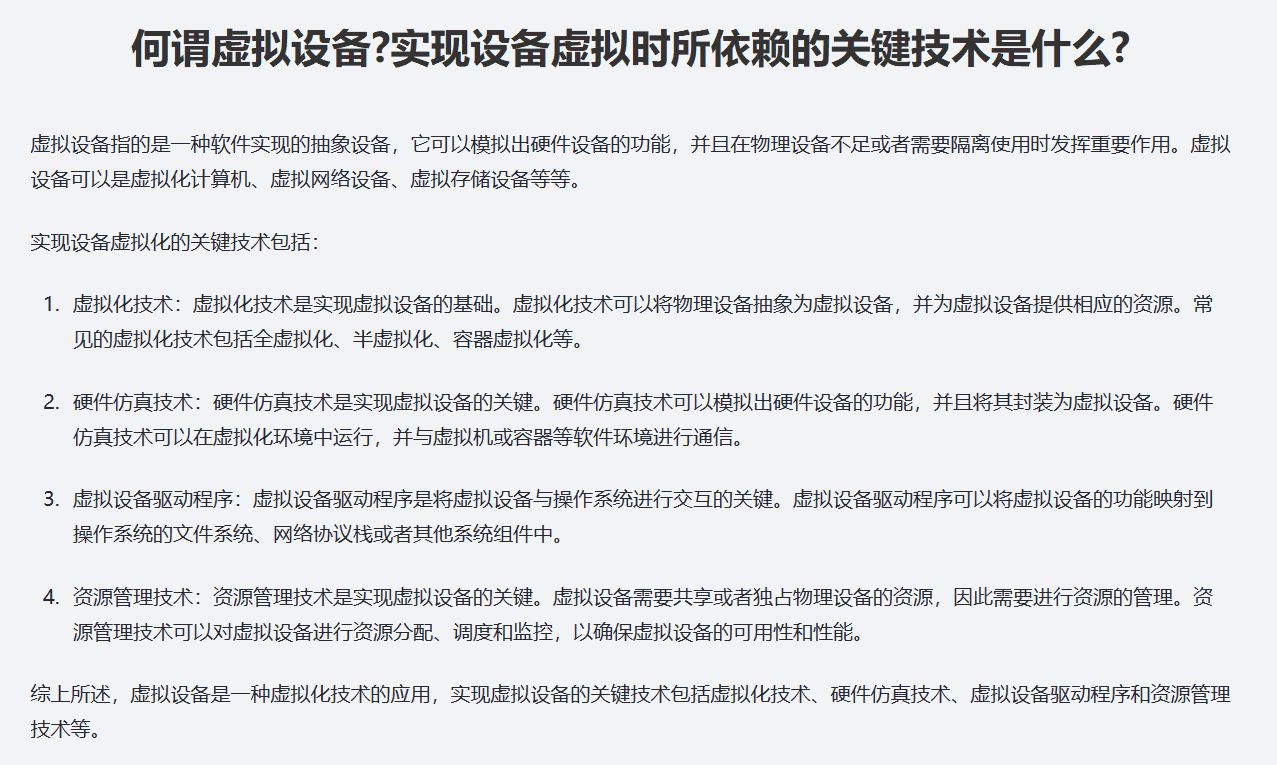 何谓虚拟设备?实现设备虚拟时所依赖的关键技术是什么?
虚拟设备指的是一种软件实现的抽象设备，它可以模拟出硬件设备的功能，并且在物理设备不足或者需要隔离使用时发挥重要作用。虚拟
设备可以是虚拟化计算机、虚拟网络设备、虚拟存储设备等等。
实现设备虚拟化的关键技术包括：
1. 虚拟化技术：虚拟化技术是实现虚拟设备的基础。虚拟化技术可以将物理设备抽象为虚拟设备，并为虚拟设备提供相应的资源。常
见的虚拟化技术包括全虚拟化、半虚拟化、容器虚拟化等。
2. 硬件仿真技术：硬件仿真技术是实现虚拟设备的关键。硬件仿真技术可以模拟出硬件设备的功能，并且将其封装为虚拟设备。硬件
仿真技术可以在虚拟化环境中运行，并与虚拟机或容器等软件环境进行通信。
3. 虚拟设备驱动程序：虚拟设备驱动程序是将虚拟设备与操作系统进行交互的关键。虚拟设备驱动程序可以将虚拟设备的功能映射到
操作系统的文件系统、网络协议栈或者其他系统组件中。
4. 资源管理技术：资源管理技术是实现虚拟设备的关键。虚拟设备需要共享或者独占物理设备的资源，因此需要进行资源的管理。资
源管理技术可以对虚拟设备进行资源分配、调度和监控，以确保虚拟设备的可用性和性能。
综上所述，虚拟设备是一种虚拟化技术的应用，实现虚拟设备的关键技术包括虚拟化技术、硬件仿真技术、虚拟设备驱动程序和资源管理
技术等。